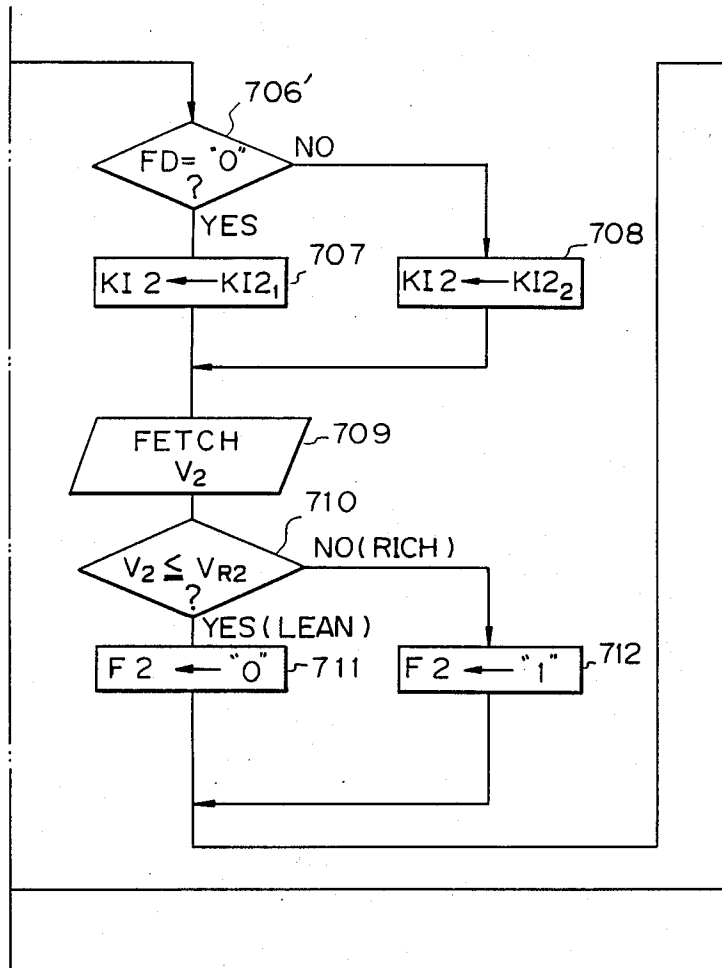 706′
FD= "0"
?
NO
YES
707
KI 2 ← KI2₁
708
KI 2 ← KI2₂
FETCH
V₂
709
710
V₂ ≦ VR2
?
NO(RICH)
YES(LEAN)
F 2 ← "0"
711
F 2 ← "1"
712